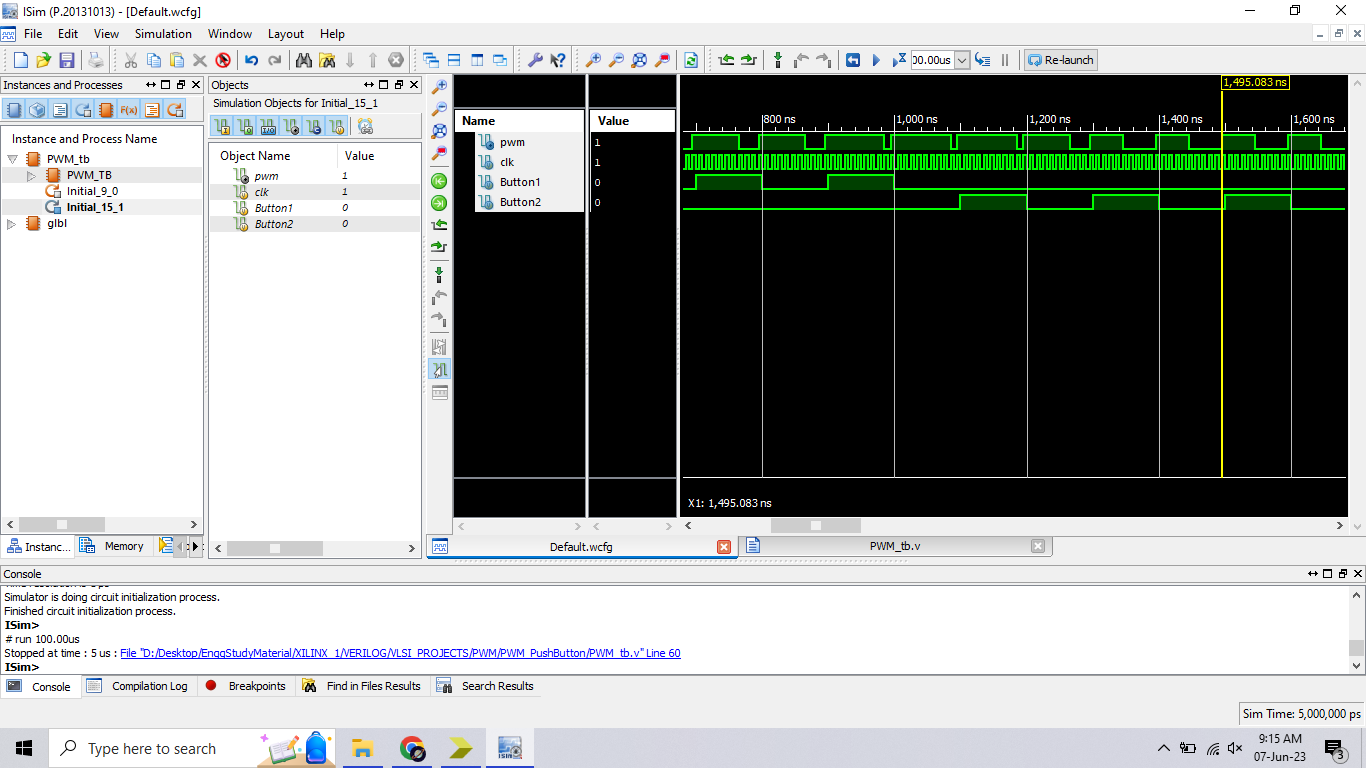 ISim (P.20131013) - [Default.wcfg]
File Edit View Simulation Window Layout Help
00.00us Re-launch
Instances and Processes
F(x)
Instance and Process Name
PWM_tb
PWM_TB
Initial_9_0
Initial_15_1
glbl
Instanc... Memory
Objects
Simulation Objects for Initial_15_1
Object Name Value
pwm 1
clk 1
Button1 0
Button2 0
Name Value
pwm 1
clk 1
Button1 0
Button2 0
1,495.083 ns
800 ns 1,000 ns 1,200 ns 1,400 ns 1,600 ns
X1: 1,495.083 ns
Default.wcfg PWM_tb.v
Console
Simulator is doing circuit initialization process.
Finished circuit initialization process.
ISim>
# run 100.00us
Stopped at time : 5 us : File "D:/Desktop/EnggStudyMaterial/XILINX_1/VERILOG/VLSI_PROJECTS/PWM/PWM_PushButton/PWM_tb.v" Line 60
ISim>
Console Compilation Log Breakpoints Find in Files Results Search Results
Sim Time: 5,000,000 ps
Type here to search
ISim
9:15 AM
07-Jun-23
3